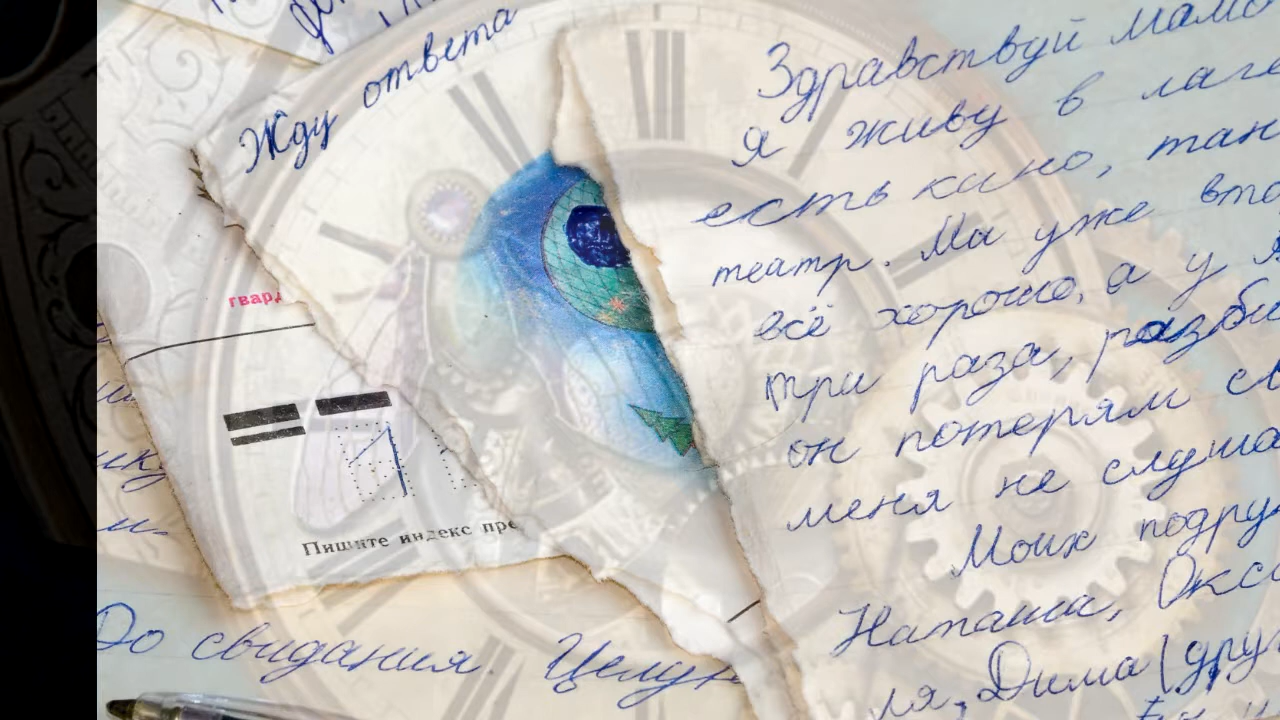 Жду ответа
Здравствуй мама
я живу в лаге
есть кино, тан
театр. Мы уже вто
всё хорошо, а у я
три раза, разби
он потерял св
меня не слуша
Моих подру
Наташа, Окса
ля, Дима (дру
гвард
Пишите индекс пре
До свидания. Целую